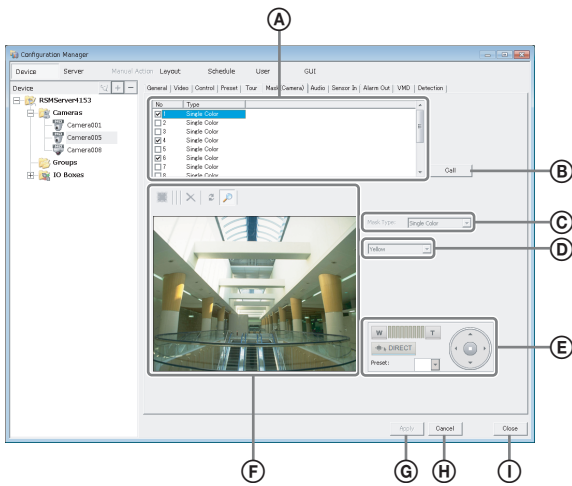 A
Configuration Manager
Device Server Manual Action Layout Schedule User GUI
Device
General Video Control Preset Tour Mask(Camera) Audio Sensor In Alarm Out VMD Detection
RSMServer4153
Cameras
Camera001
Camera005
Camera008
Groups
IO Boxes
No Type
1 Single Color
2 Single Color
3 Single Color
4 Single Color
5 Single Color
6 Single Color
7 Single Color
8 Single Color
Call
B
Mask Type: Single Color
C
Yellow
D
W T
DIRECT
Preset:
E
Apply Cancel Close
F
G
H
I